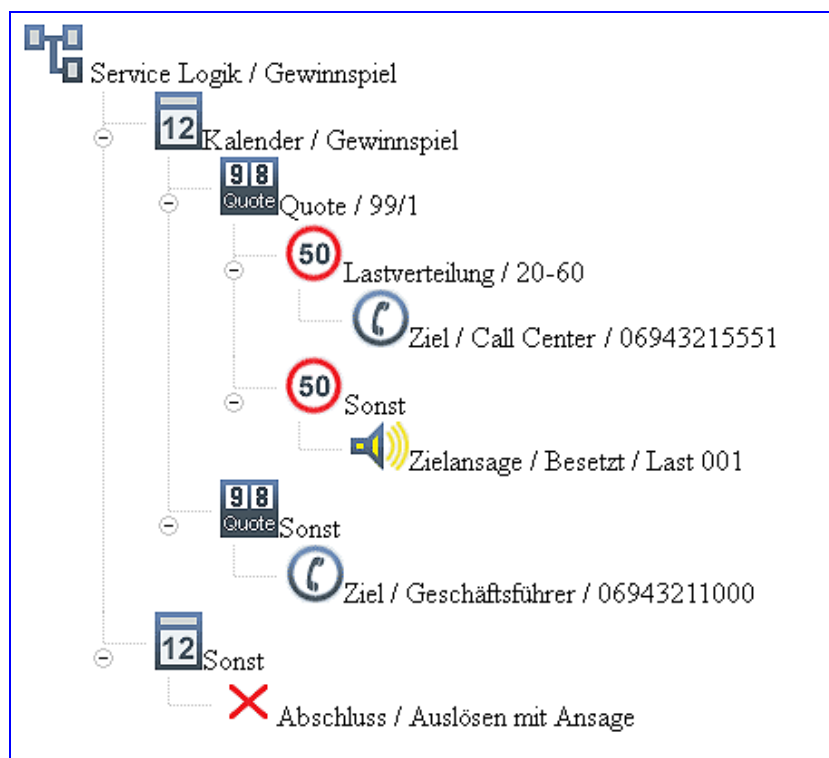 Service Logik / Gewinnspiel
12 Kalender / Gewinnspiel
98
Quote Quote / 99/1
50 Lastverteilung / 20-60
Ziel / Call Center / 06943215551
50 Sonst
Zielansage / Besetzt / Last 001
98
Quote Sonst
Ziel / Geschäftsführer / 06943211000
12 Sonst
Abschluss / Auslösen mit Ansage